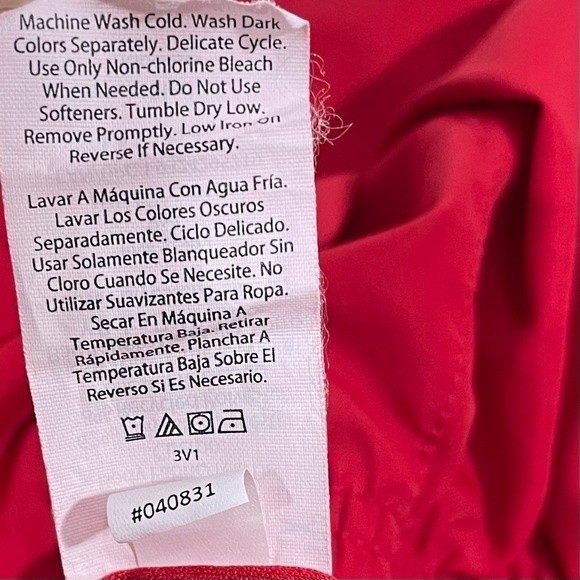 Machine Wash Cold. Wash Dark
Colors Separately. Delicate Cycle.
Use Only Non-chlorine Bleach
When Needed. Do Not Use
Softeners. Tumble Dry Low.
Remove Promptly. Low Iron On
Reverse If Necessary.
Lavar A Máquina Con Agua Fría.
Lavar Los Colores Oscuros
Separadamente. Ciclo Delicado.
Usar Solamente Blanqueador Sin
Cloro Cuando Se Necesite. No
Utilizar Suavizantes Para Ropa.
Secar En Máquina A
Temperatura Baja. Retirar
Rápidamente. Planchar A
Temperatura Baja Sobre El
Reverso Si Es Necesario.
3V1
#040831